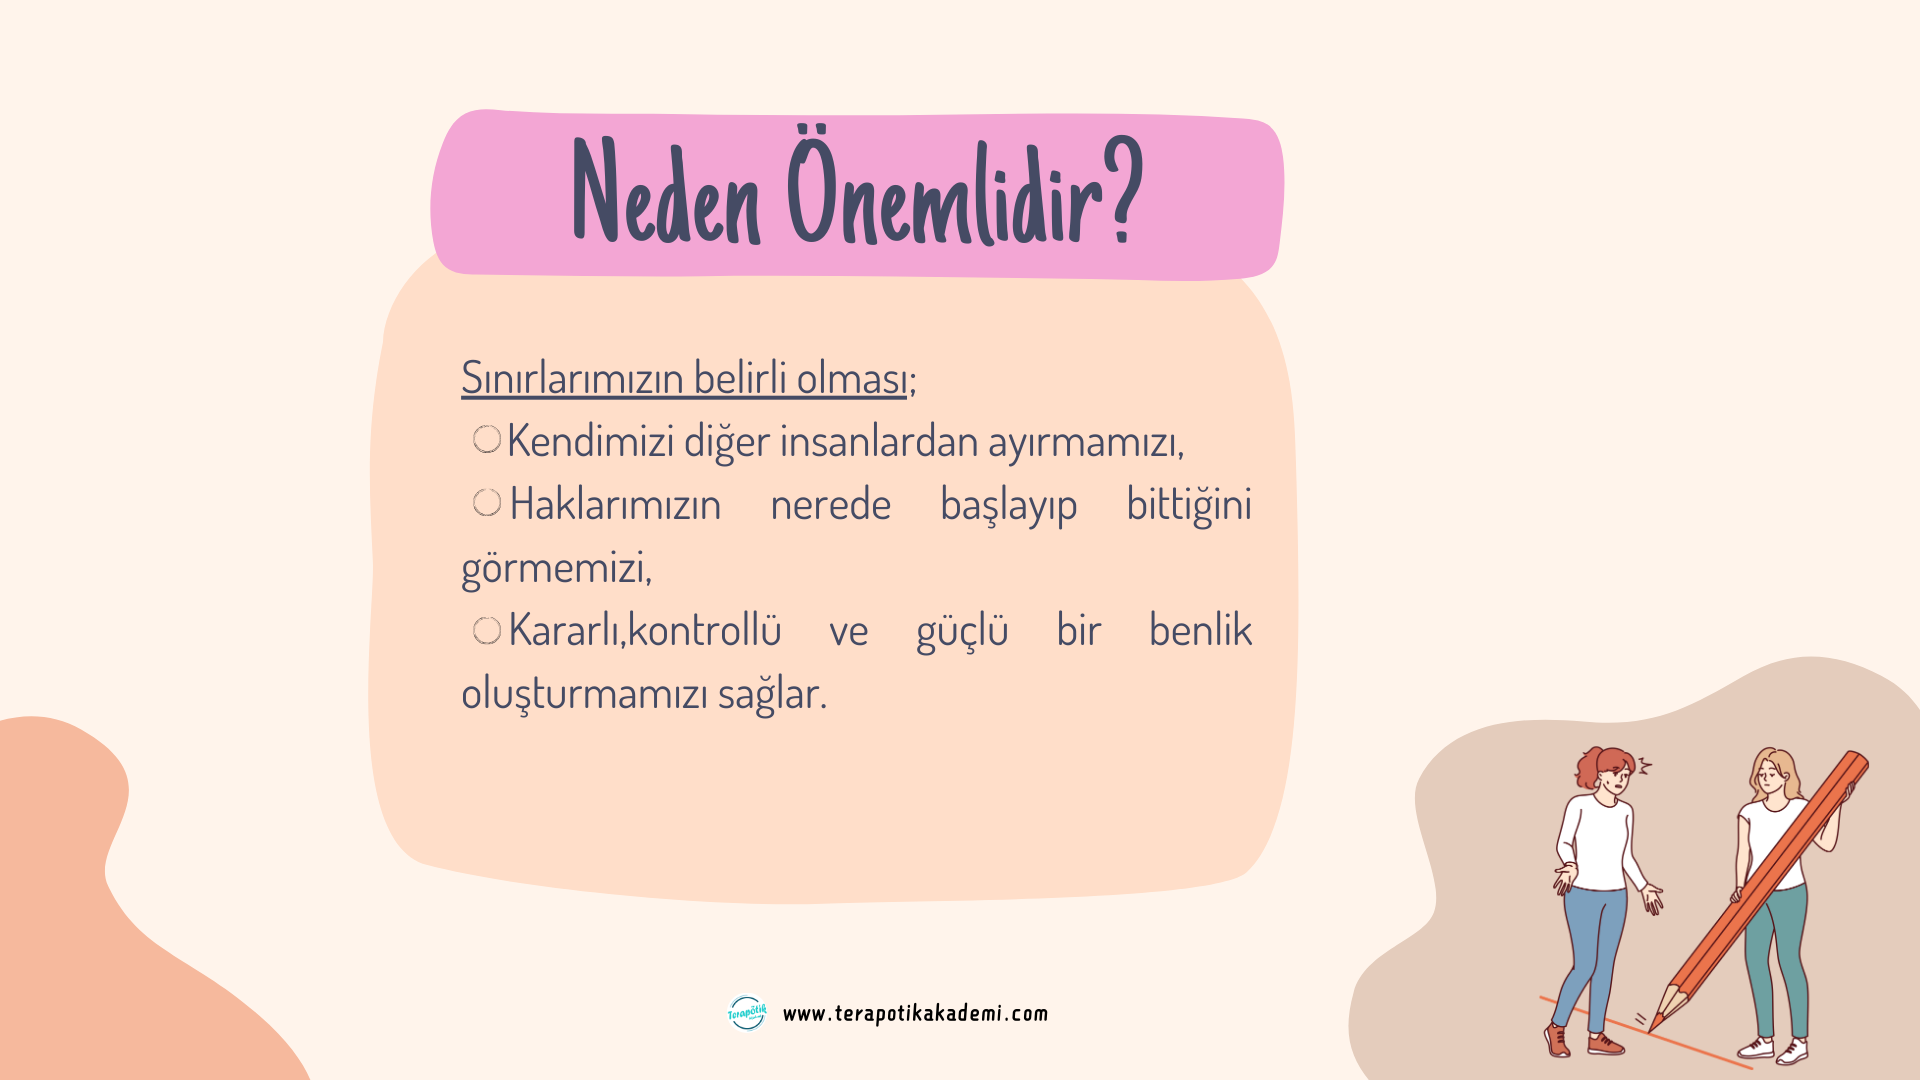 Neden Önemlidir?
Sınırlarımızın belirli olması;
Kendimizi diğer insanlardan ayırmamızı,
Haklarımızın nerede başlayıp bittiğini
görmemizi,
Kararlı,kontrollü ve güçlü bir benlik
oluşturmamızı sağlar.
Terapötik
www.terapotikakademi.com